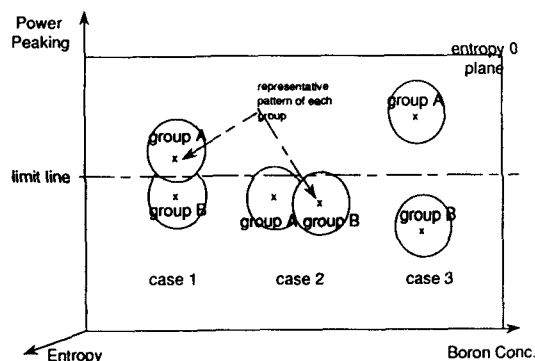 Power
Peaking
entropy 0
plane
representative
pattern of each
group
group A
group A
limit line
group B
group A group B
group B
case 1
case 2
case 3
Entropy
Boron Conc.
x
x
x
x
x
x